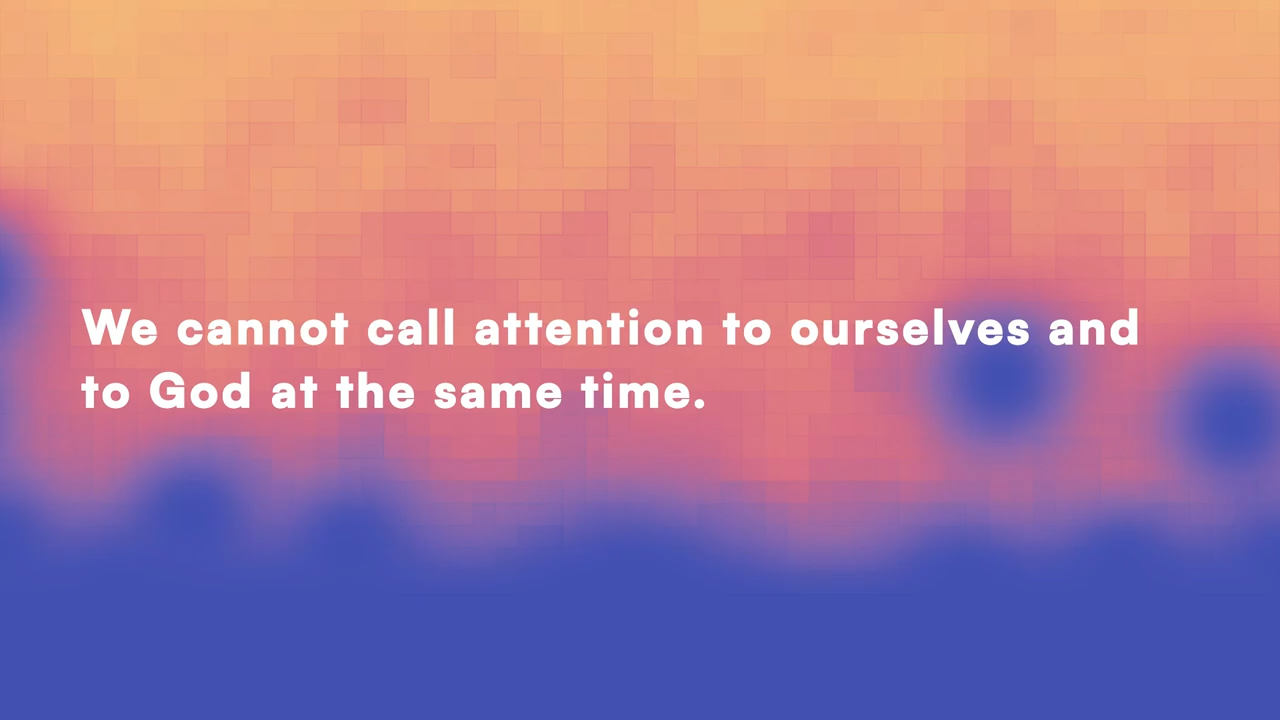 We cannot call attention to ourselves and
to God at the same time.